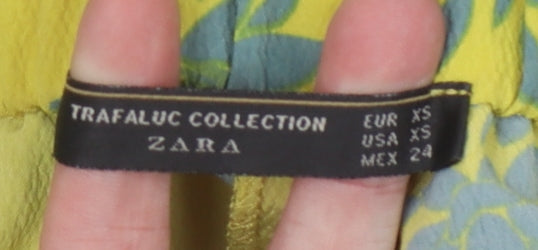 TRAFALUC COLLECTION
ZARA
EUR XS
USA XS
MEX 24